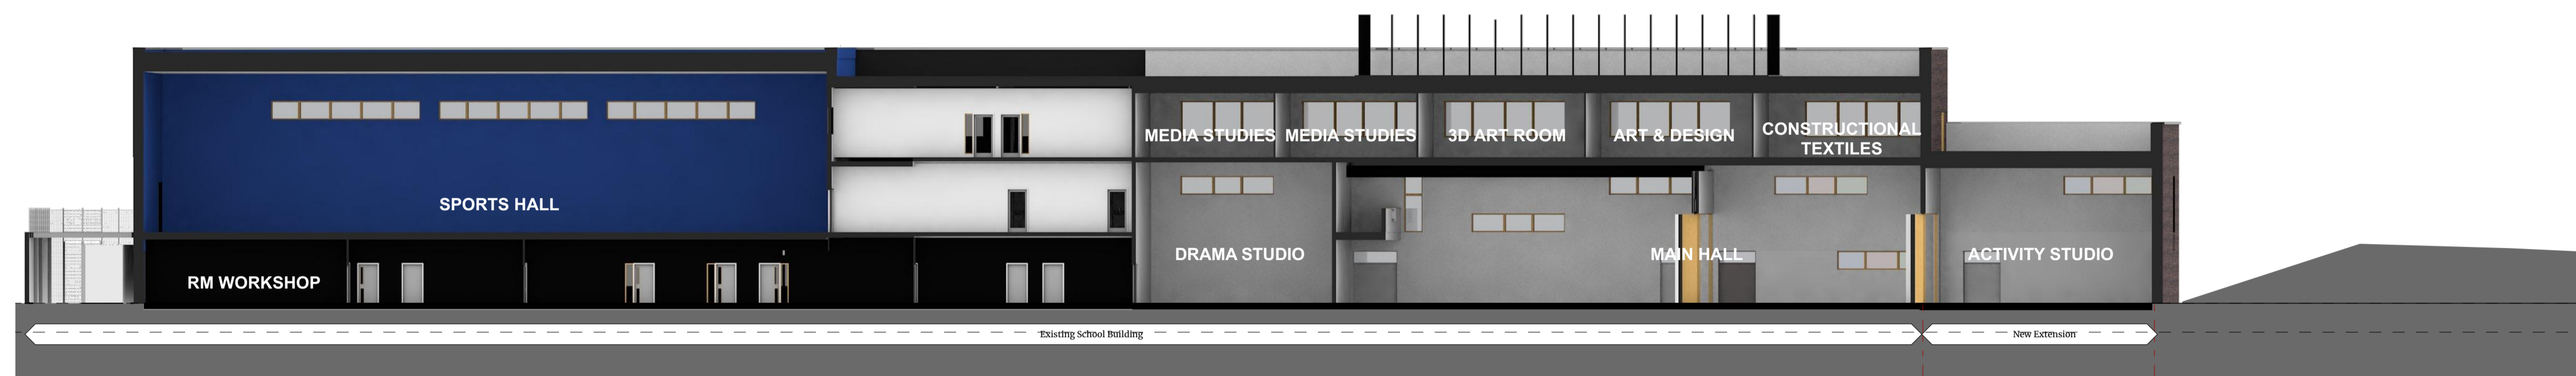 MEDIA STUDIES
MEDIA STUDIES
3D ART ROOM
ART & DESIGN
CONSTRUCTIONAL
TEXTILES
SPORTS HALL
DRAMA STUDIO
MAIN HALL
ACTIVITY STUDIO
RM WORKSHOP
Existing School Building
New Extension